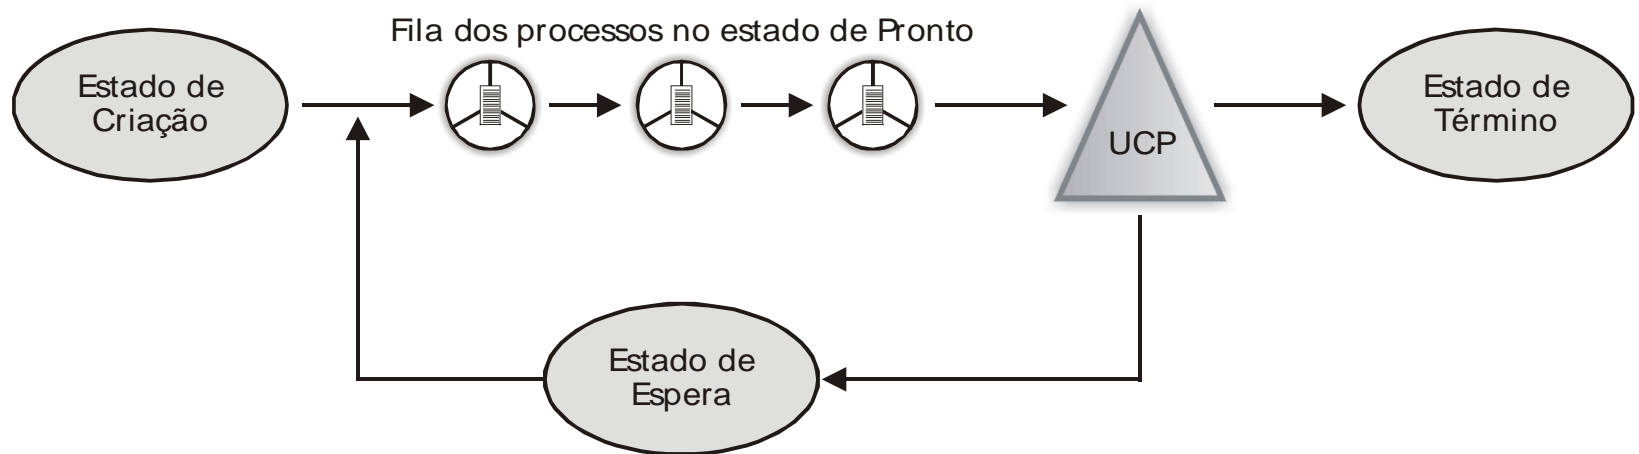 Fila dos processos no estado de Pronto
Estado de
Criação
UCP
Estado de
Término
Estado de
Espera